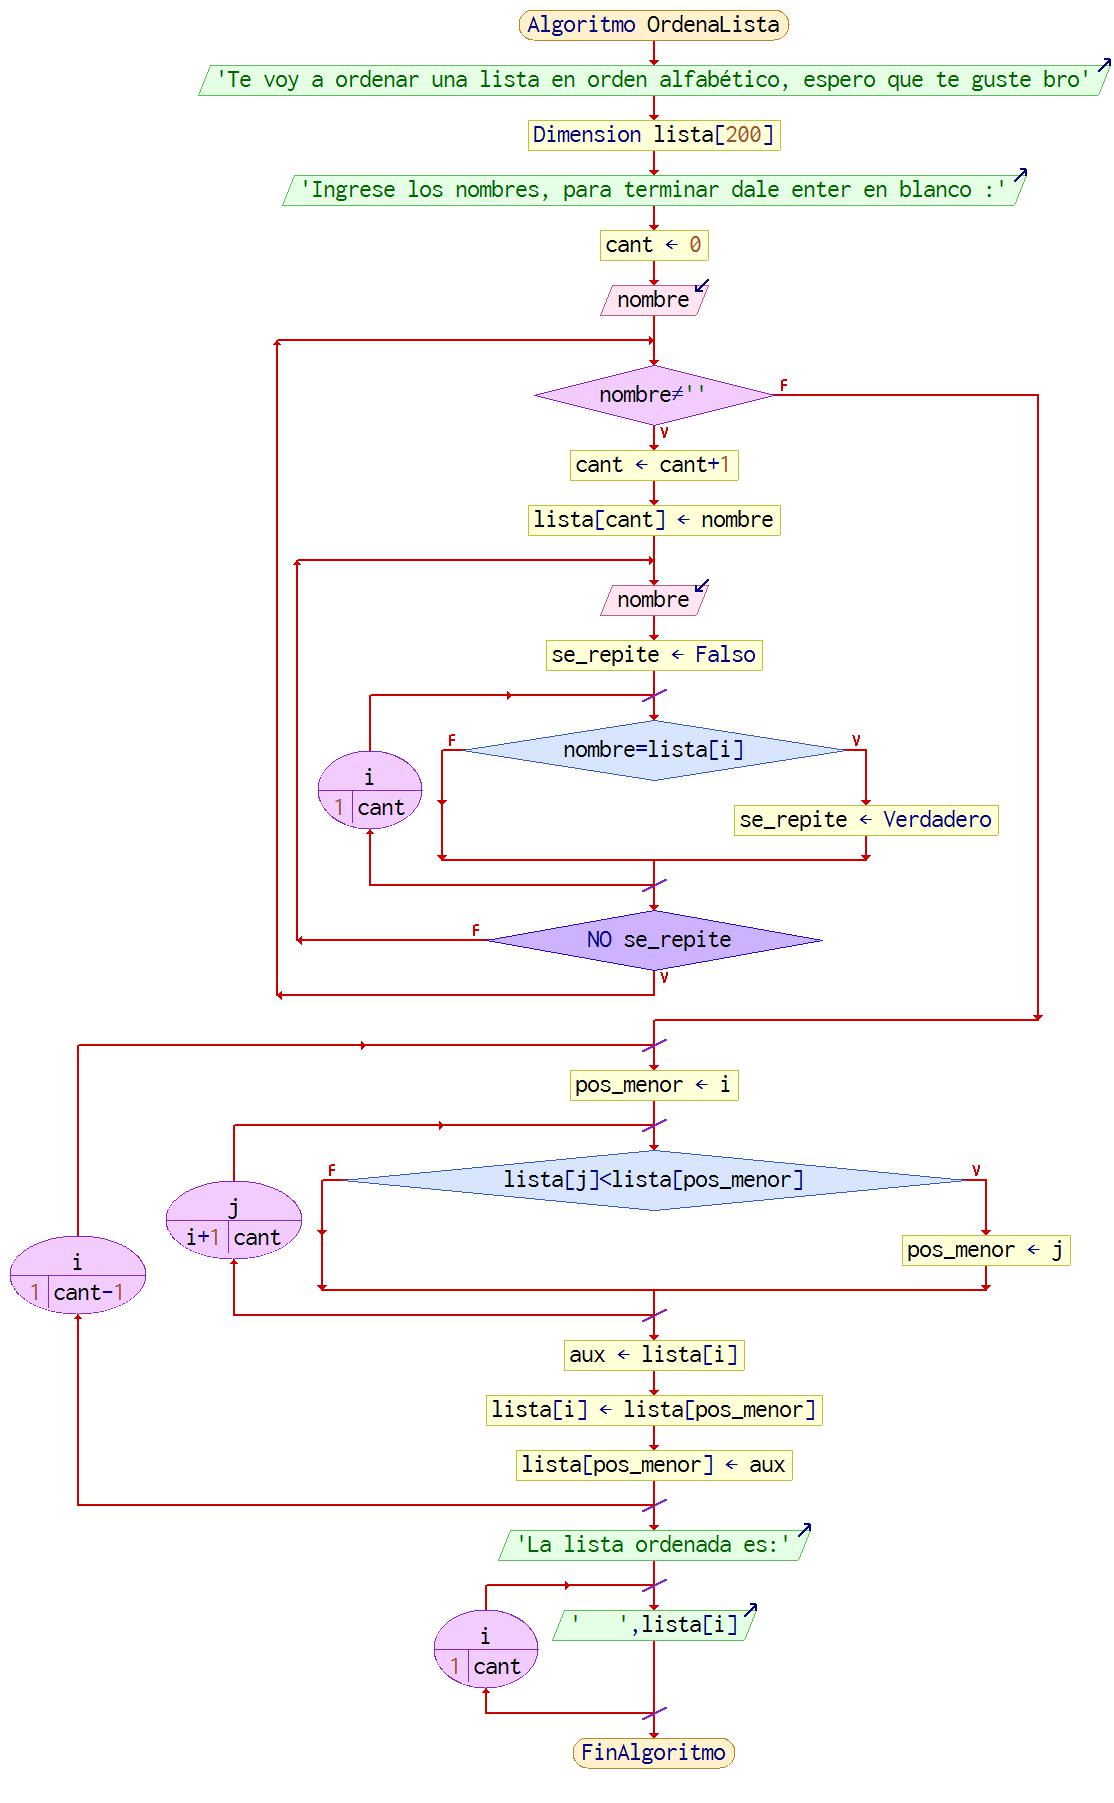 Algoritmo OrdenaLista
'Te voy a ordenar una lista en orden alfabético, espero que te guste bro'
Dimension lista[200]
'Ingrese los nombres, para terminar dale enter en blanco :'
cant ← 0
nombre
nombre≠''
F
V
cant ← cant+1
lista[cant] ← nombre
nombre
se_repite ← Falso
nombre=lista[i]
F
V
i
1 cant
se_repite ← Verdadero
NO se_repite
F
V
pos_menor ← i
lista[j]<lista[pos_menor]
F
V
j
i+1 cant
pos_menor ← j
i
1 cant-1
aux ← lista[i]
lista[i] ← lista[pos_menor]
lista[pos_menor] ← aux
'La lista ordenada es:'
'   ',lista[i]
i
1 cant
FinAlgoritmo